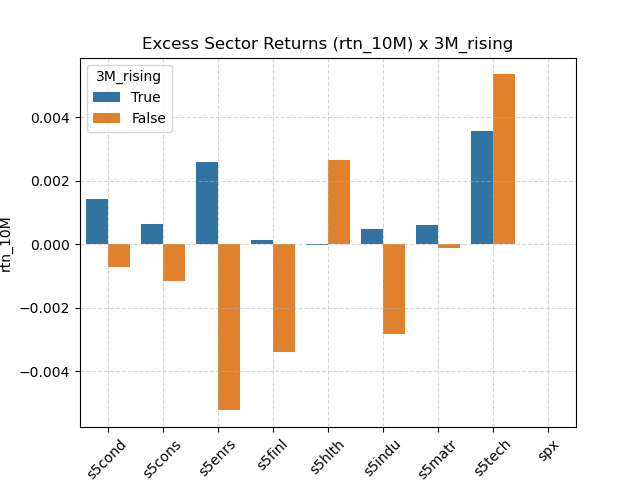 Excess Sector Returns (rtn_10M) x 3M_rising
3M_rising
True
False
rtn_10M
0.004
0.002
0.000
−0.002
−0.004
s5cond
s5cons
s5enrs
s5finl
s5hlth
s5indu
s5matr
s5tech
spx